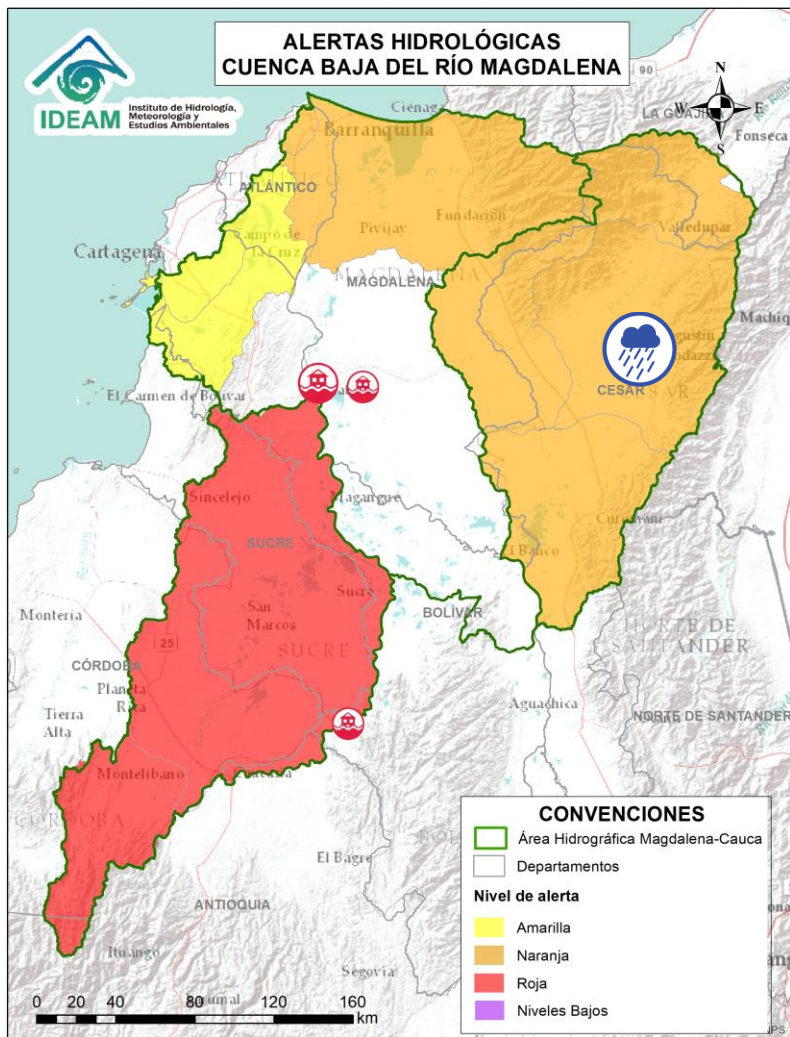 ALERTAS HIDROLÓGICAS
CUENCA BAJA DEL RÍO MAGDALENA
IDEAM
Instituto de Hidrología,
Meteorología y
Estudios Ambientales
N
W E
S
90
LA GUAJIRA
Fonseca
Ciénaga
Barranquilla
ATLÁNTICO
Cartagena
Campo de
la Cruz
Pivijay
Fundación
Valledupar
MAGDALENA
CESAR
El Carmen de Bolívar
Sincelejo
Magangue
SUCRE
El Banco
Sucre
BOLÍVAR
San
Marcos
SUCRE
Montería
25
CÓRDOBA
Planeta
Rica
Tierra
Alta
NORTE DE
SANTANDER
Aguachica
NORTE DE SANTANDER
Montelibano
El Bagre
ANTIOQUIA
Ituango
Segovia
CONVENCIONES
Área Hidrográfica Magdalena-Cauca
Departamentos
Nivel de alerta
Amarilla
Naranja
Roja
Niveles Bajos
0 20 40 80 120 160
km